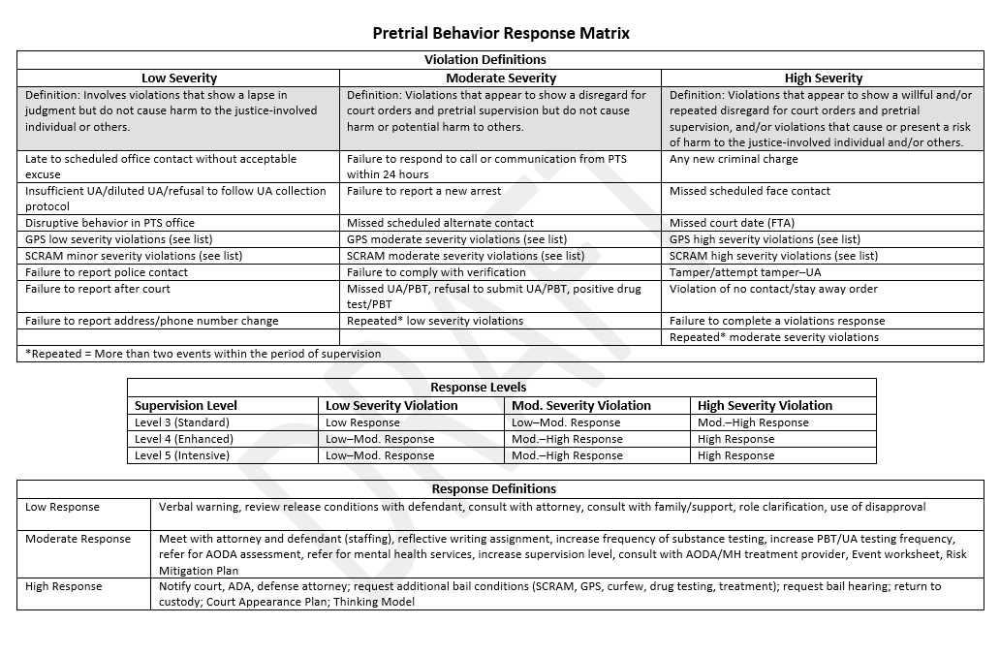 Pretrial Behavior Response Matrix
Violation Definitions
Low Severity
Moderate Severity
High Severity
Definition: Involves violations that show a lapse in
judgment but do not cause harm to the justice-involved
individual or others.
Definition: Violations that appear to show a disregard for
court orders and pretrial supervision but do not cause
harm or potential harm to others.
Definition: Violations that appear to show a willful and/or
repeated disregard for court orders and pretrial
supervision, and/or violations that cause or present a risk
of harm to the justice-involved individual and/or others.
Late to scheduled office contact without acceptable
excuse
Failure to respond to call or communication from PTS
within 24 hours
Any new criminal charge
Insufficient UA/diluted UA/refusal to follow UA collection
protocol
Failure to report a new arrest
Missed scheduled face contact
Disruptive behavior in PTS office
Missed scheduled alternate contact
Missed court date (FTA)
GPS low severity violations (see list)
GPS moderate severity violations (see list)
GPS high severity violations (see list)
SCRAM minor severity violations (see list)
SCRAM moderate severity violations (see list)
SCRAM high severity violations (see list)
Failure to report police contact
Failure to comply with verification
Tamper/attempt tamper–UA
Failure to report after court
Missed UA/PBT, refusal to submit UA/PBT, positive drug
test/PBT
Violation of no contact/stay away order
Failure to report address/phone number change
Repeated* low severity violations
Failure to complete a violations response
Repeated* moderate severity violations
*Repeated = More than two events within the period of supervision
Response Levels
Supervision Level
Low Severity Violation
Mod. Severity Violation
High Severity Violation
Level 3 (Standard)
Low Response
Low–Mod. Response
Mod.–High Response
Level 4 (Enhanced)
Low–Mod. Response
Mod.–High Response
High Response
Level 5 (Intensive)
Low–Mod. Response
Mod.–High Response
High Response
Response Definitions
Low Response
Verbal warning, review release conditions with defendant, consult with attorney, consult with family/support, role clarification, use of disapproval
Moderate Response
Meet with attorney and defendant (staffing), reflective writing assignment, increase frequency of substance testing, increase PBT/UA testing frequency,
refer for AODA assessment, refer for mental health services, increase supervision level, consult with AODA/MH treatment provider, Event worksheet, Risk
Mitigation Plan
High Response
Notify court, ADA, defense attorney; request additional bail conditions (SCRAM, GPS, curfew, drug testing, treatment); request bail hearing; return to
custody; Court Appearance Plan; Thinking Model
DRAFT